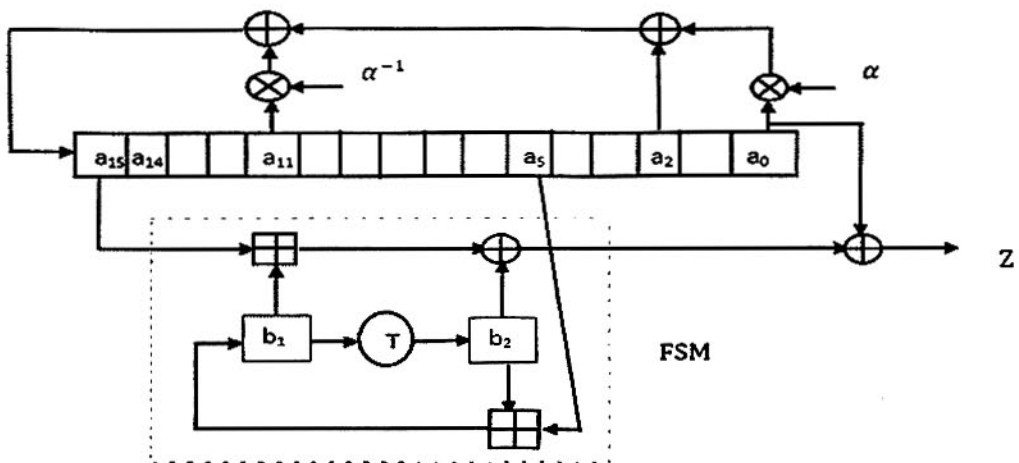 α⁻¹
α
a₁₅ a₁₄ a₁₁ a₅ a₂ a₀
Z
b₁ T b₂
FSM